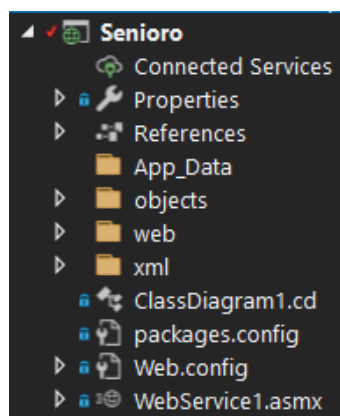 Senioro
Connected Services
Properties
References
App_Data
objects
web
xml
ClassDiagram1.cd
packages.config
Web.config
WebService1.asmx